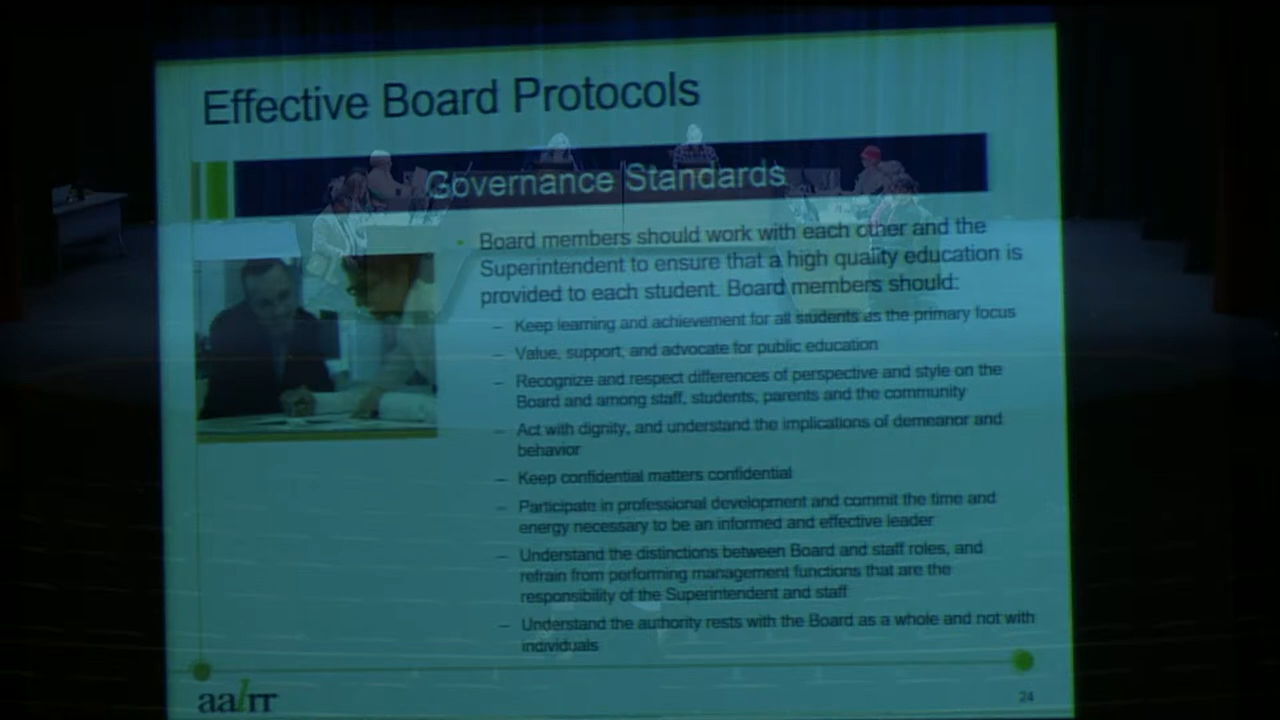 Effective Board Protocols
Governance Standards
Board members should work with each other and the
Superintendent to ensure that a high quality education is
provided to each student. Board members should:
– Keep learning and achievement for all students as the primary focus
– Value, support, and advocate for public education
– Recognize and respect differences of perspective and style on the
Board and among staff, students, parents and the community
– Act with dignity, and understand the implications of demeanor and
behavior
– Keep confidential matters confidential
– Participate in professional development and commit the time and
energy necessary to be an informed and effective leader
– Understand the distinctions between Board and staff roles, and
refrain from performing management functions that are the
responsibility of the Superintendent and staff
– Understand the authority rests with the Board as a whole and not with
individuals
aalrr
24